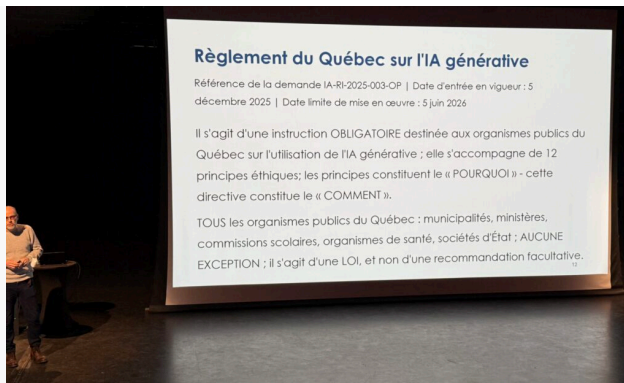 Règlement du Québec sur l'IA générative
Référence de la demande IA-RI-2025-003-OP | Date d'entrée en vigueur : 5
décembre 2025 | Date limite de mise en œuvre : 5 juin 2026
Il s'agit d'une instruction OBLIGATOIRE destinée aux organismes publics du
Québec sur l'utilisation de l'IA générative ; elle s'accompagne de 12
principes éthiques; les principes constituent le « POURQUOI » - cette
directive constitue le « COMMENT ».
TOUS les organismes publics du Québec : municipalités, ministères,
commissions scolaires, organismes de santé, sociétés d'État ; AUCUNE
EXCEPTION ; il s'agit d'une LOI, et non d'une recommandation facultative.
12